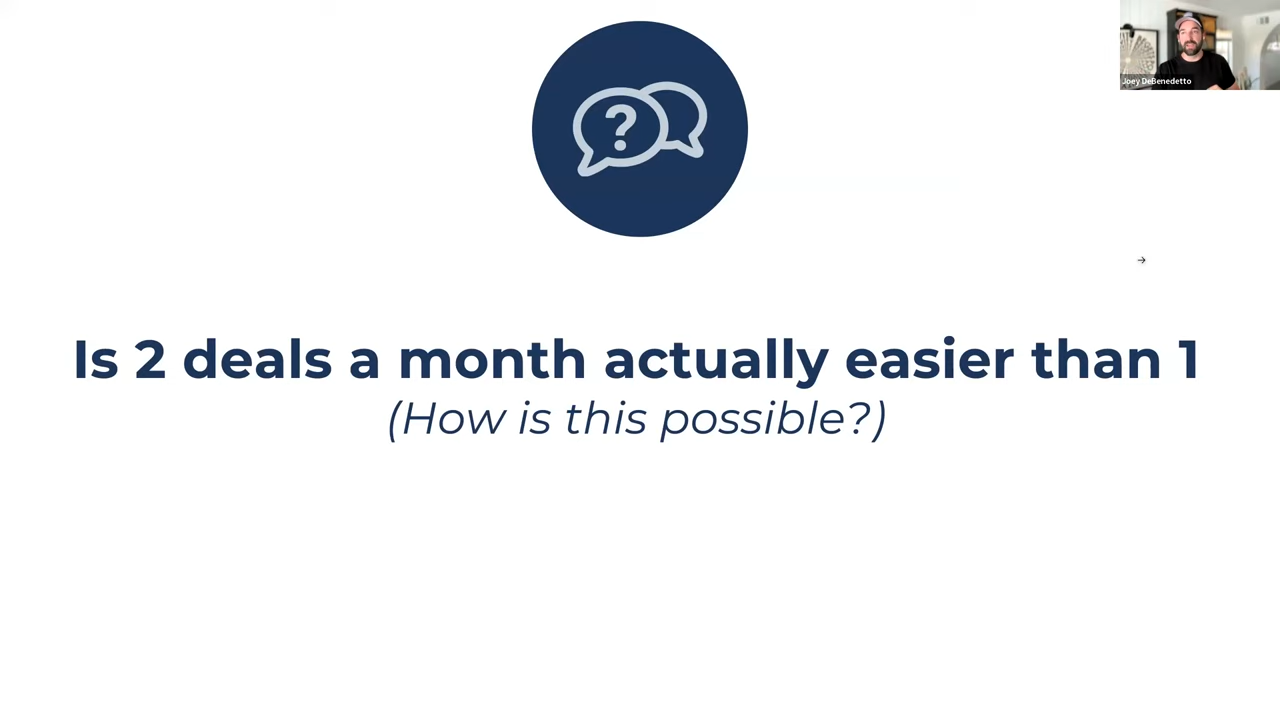 Joey DeBenedetto
?
→
Is 2 deals a month actually easier than 1
(How is this possible?)